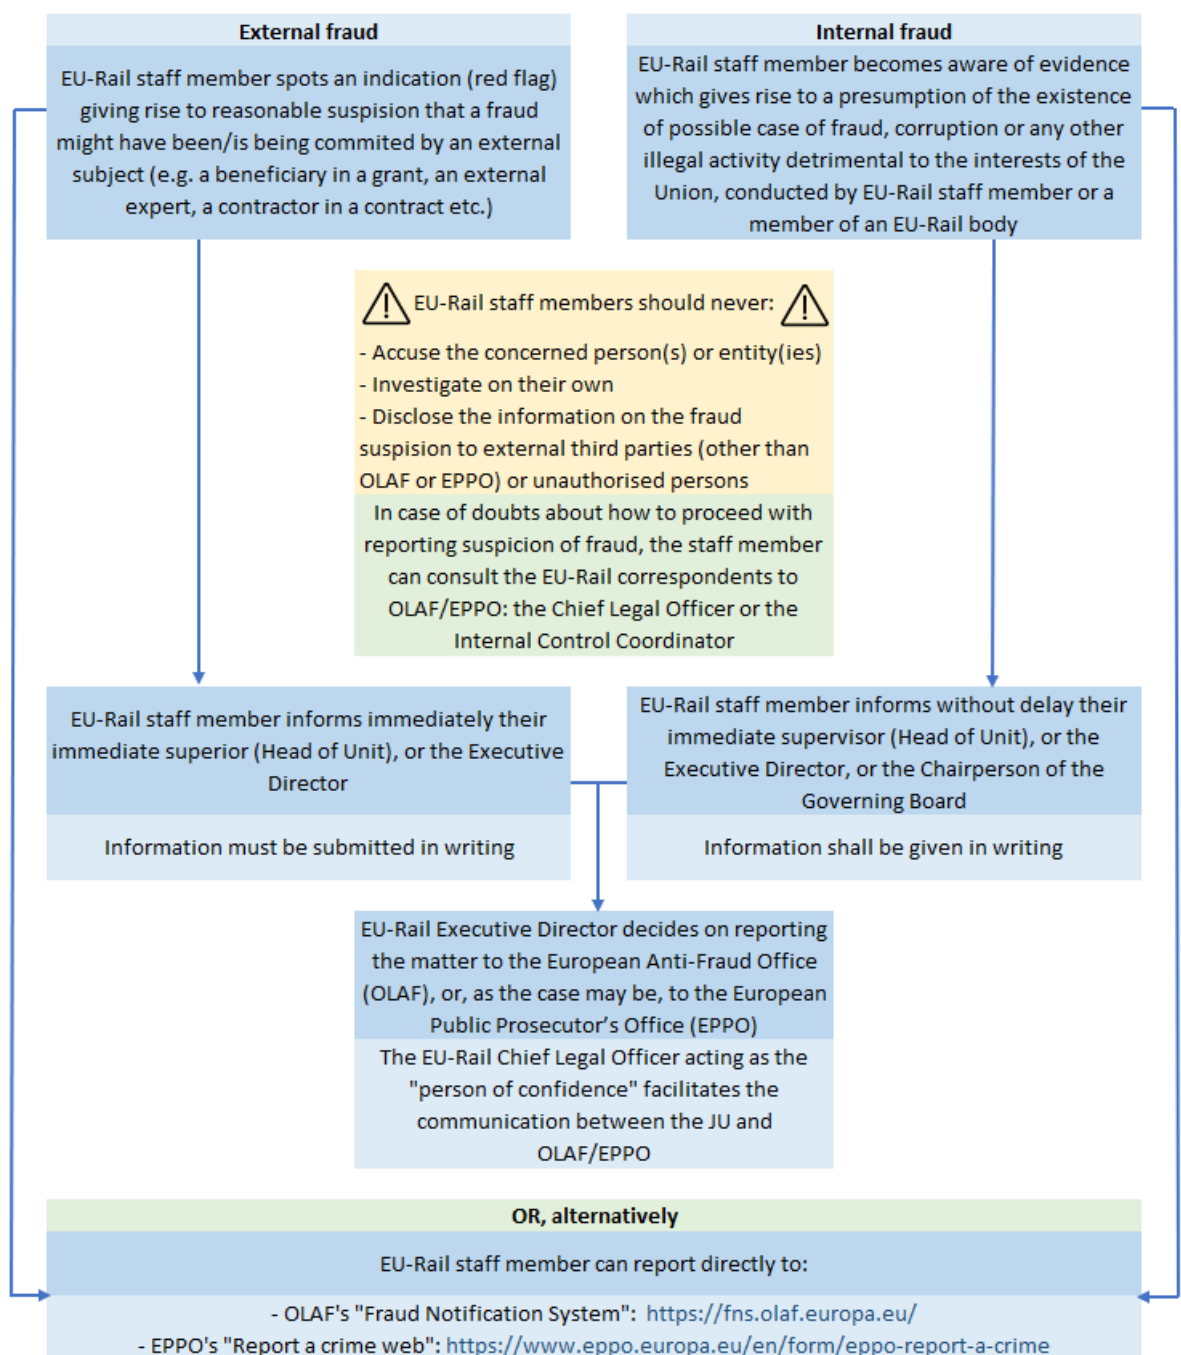 External fraud
EU-Rail staff member spots an indication (red flag)
giving rise to reasonable suspision that a fraud
might have been/is being commited by an external
subject (e.g. a beneficiary in a grant, an external
expert, a contractor in a contract etc.)
Internal fraud
EU-Rail staff member becomes aware of evidence
which gives rise to a presumption of the existence
of possible case of fraud, corruption or any other
illegal activity detrimental to the interests of the
Union, conducted by EU-Rail staff member or a
member of an EU-Rail body
EU-Rail staff members should never:
- Accuse the concerned person(s) or entity(ies)
- Investigate on their own
- Disclose the information on the fraud
suspision to external third parties (other than
OLAF or EPPO) or unauthorised persons
In case of doubts about how to proceed with
reporting suspicion of fraud, the staff member
can consult the EU-Rail correspondents to
OLAF/EPPO: the Chief Legal Officer or the
Internal Control Coordinator
EU-Rail staff member informs immediately their
immediate superior (Head of Unit), or the Executive
Director
Information must be submitted in writing
EU-Rail staff member informs without delay their
immediate supervisor (Head of Unit), or the
Executive Director, or the Chairperson of the
Governing Board
Information shall be given in writing
EU-Rail Executive Director decides on reporting
the matter to the European Anti-Fraud Office
(OLAF), or, as the case may be, to the European
Public Prosecutor's Office (EPPO)
The EU-Rail Chief Legal Officer acting as the
"person of confidence" facilitates the
communication between the JU and
OLAF/EPPO
OR, alternatively
EU-Rail staff member can report directly to:
- OLAF's "Fraud Notification System": https://fns.olaf.europa.eu/
- EPPO's "Report a crime web": https://www.eppo.europa.eu/en/form/eppo-report-a-crime